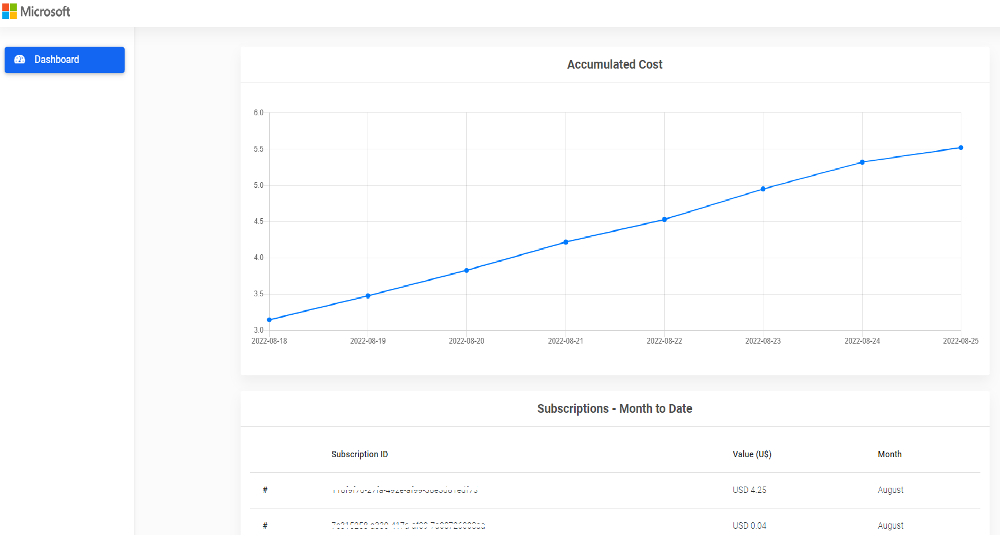 Microsoft
Dashboard
Accumulated Cost
6.0
5.5
5.0
4.5
4.0
3.5
3.0
2022-08-18 2022-08-19 2022-08-20 2022-08-21 2022-08-22 2022-08-23 2022-08-24 2022-08-25
Subscriptions - Month to Date
Subscription ID Value (U$) Month
# USD 4.25 August
# USD 0.04 August